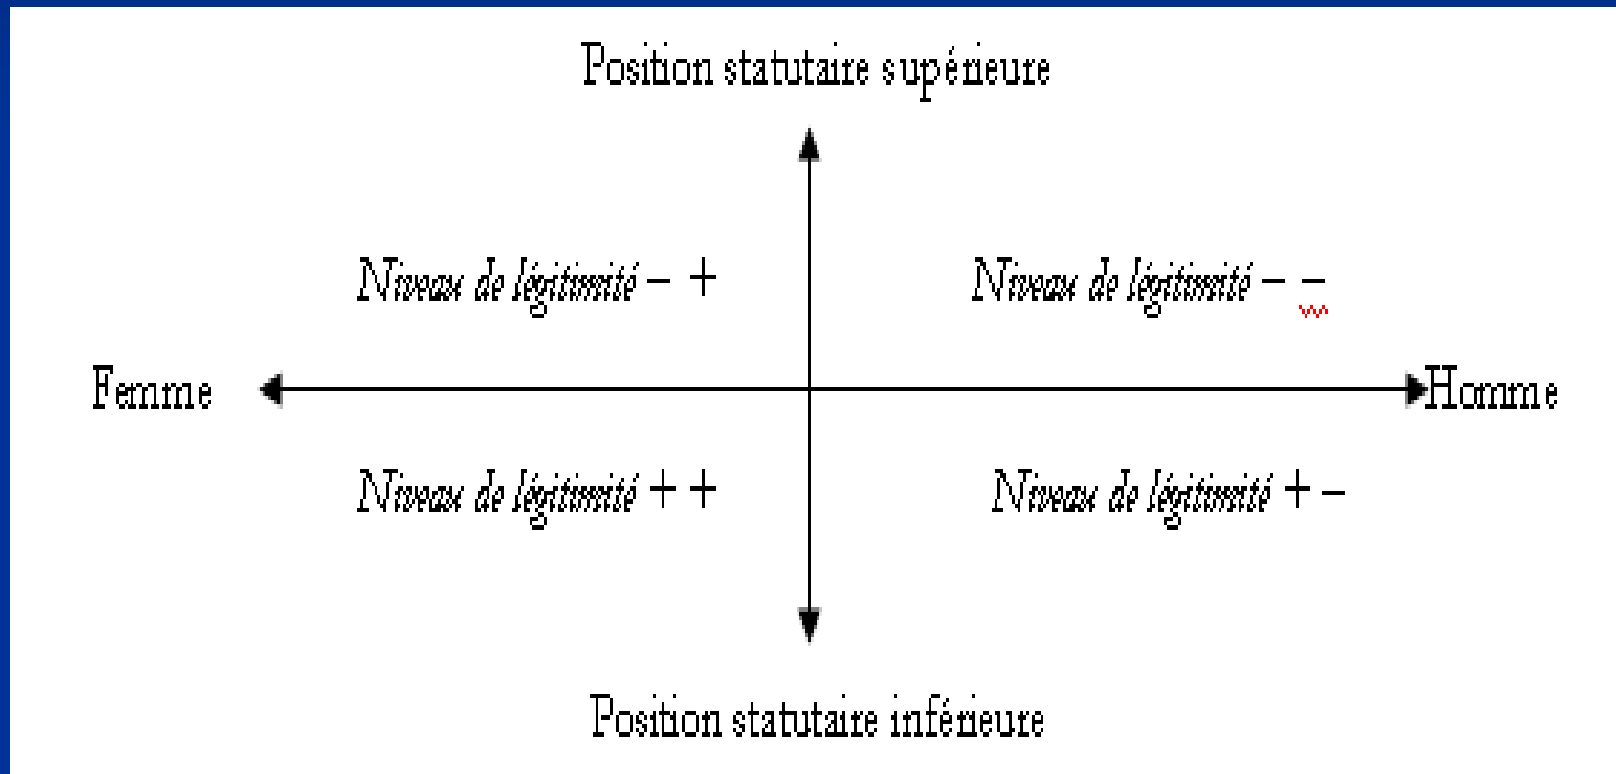 Position statutaire supérieure
Niveau de légitimité – +
Niveau de légitimité – –
Femme
Homme
Niveau de légitimité + +
Niveau de légitimité + –
Position statutaire inférieure